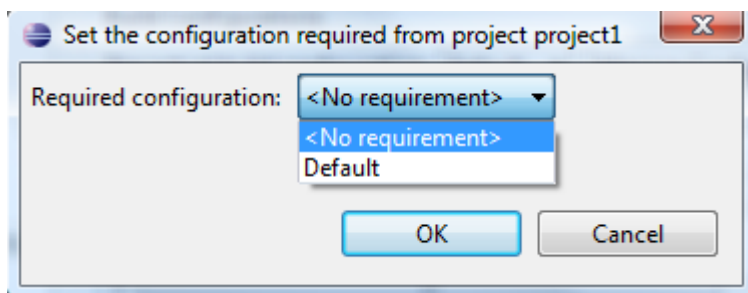 Set the configuration required from project project1
Required configuration: <No requirement>
<No requirement>
Default
OK Cancel